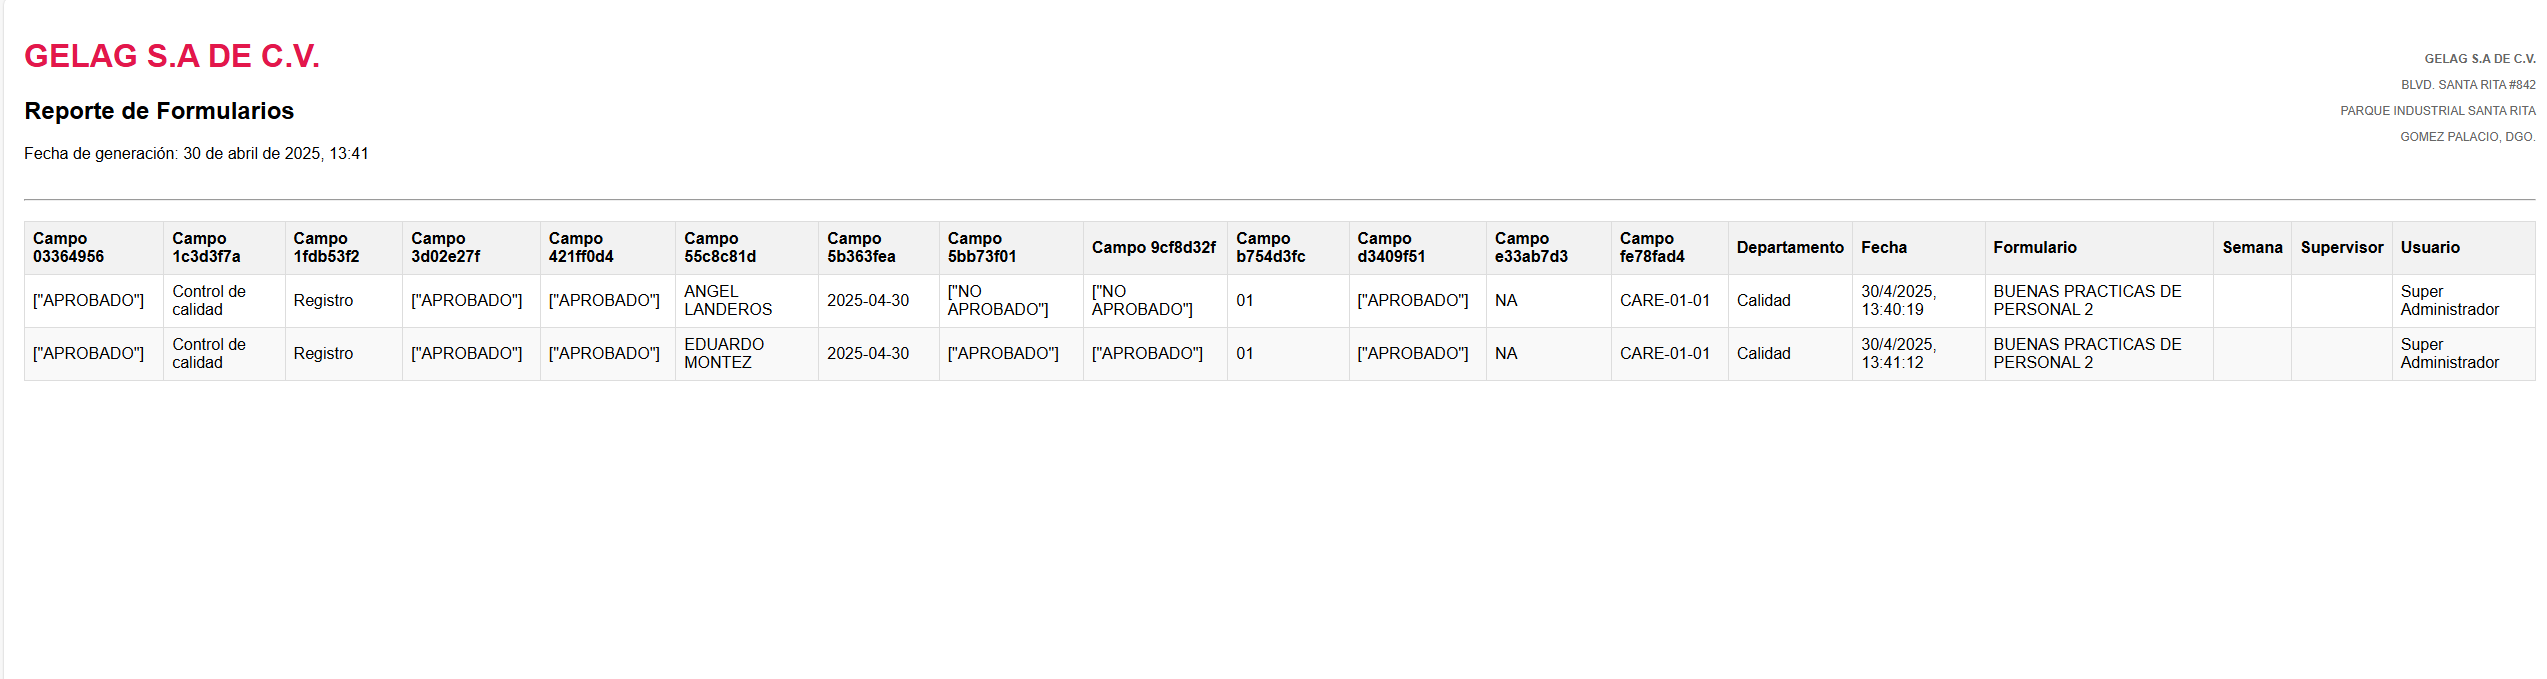 GELAG S.A DE C.V.
Reporte de Formularios
Fecha de generación: 30 de abril de 2025, 13:41
GELAG S.A DE C.V.
BLVD. SANTA RITA #842
PARQUE INDUSTRIAL SANTA RITA
GOMEZ PALACIO, DGO.
Campo 03364956 Campo 1c3d3f7a Campo 1fdb53f2 Campo 3d02e27f Campo 421ff0d4 Campo 55c8c81d Campo 5b363fea Campo 5bb73f01 Campo 9cf8d32f Campo b754d3fc Campo d3409f51 Campo e33ab7d3 Campo fe78fad4 Departamento Fecha Formulario Semana Supervisor Usuario
["APROBADO"] Control de calidad Registro ["APROBADO"] ["APROBADO"] ANGEL LANDEROS 2025-04-30 ["NO APROBADO"] ["NO APROBADO"] 01 ["APROBADO"] NA CARE-01-01 Calidad 30/4/2025, 13:40:19 BUENAS PRACTICAS DE PERSONAL 2 Super Administrador
["APROBADO"] Control de calidad Registro ["APROBADO"] ["APROBADO"] EDUARDO MONTEZ 2025-04-30 ["APROBADO"] ["APROBADO"] 01 ["APROBADO"] NA CARE-01-01 Calidad 30/4/2025, 13:41:12 BUENAS PRACTICAS DE PERSONAL 2 Super Administrador